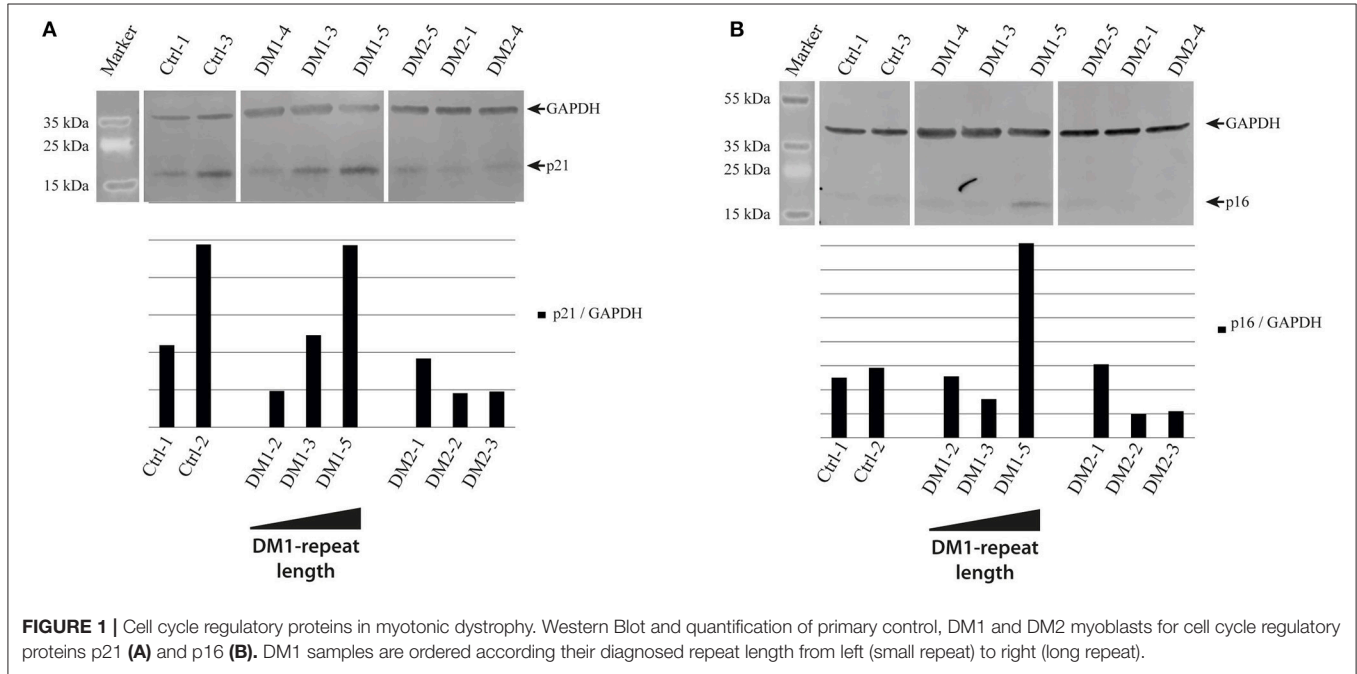 A
Marker
Ctrl-1
Ctrl-3
DM1-4
DM1-3
DM1-5
DM2-5
DM2-1
DM2-4
35 kDa
25 kDa
15 kDa
GAPDH
p21
p21 / GAPDH
Ctrl-1
Ctrl-2
DM1-2
DM1-3
DM1-5
DM2-1
DM2-2
DM2-3
DM1-repeat
length
B
Marker
Ctrl-1
Ctrl-3
DM1-4
DM1-3
DM1-5
DM2-5
DM2-1
DM2-4
55 kDa
35 kDa
25 kDa
15 kDa
GAPDH
p16
p16 / GAPDH
Ctrl-1
Ctrl-2
DM1-2
DM1-3
DM1-5
DM2-1
DM2-2
DM2-3
DM1-repeat
length
FIGURE 1 | Cell cycle regulatory proteins in myotonic dystrophy. Western Blot and quantification of primary control, DM1 and DM2 myoblasts for cell cycle regulatory
proteins p21 (A) and p16 (B). DM1 samples are ordered according their diagnosed repeat length from left (small repeat) to right (long repeat).